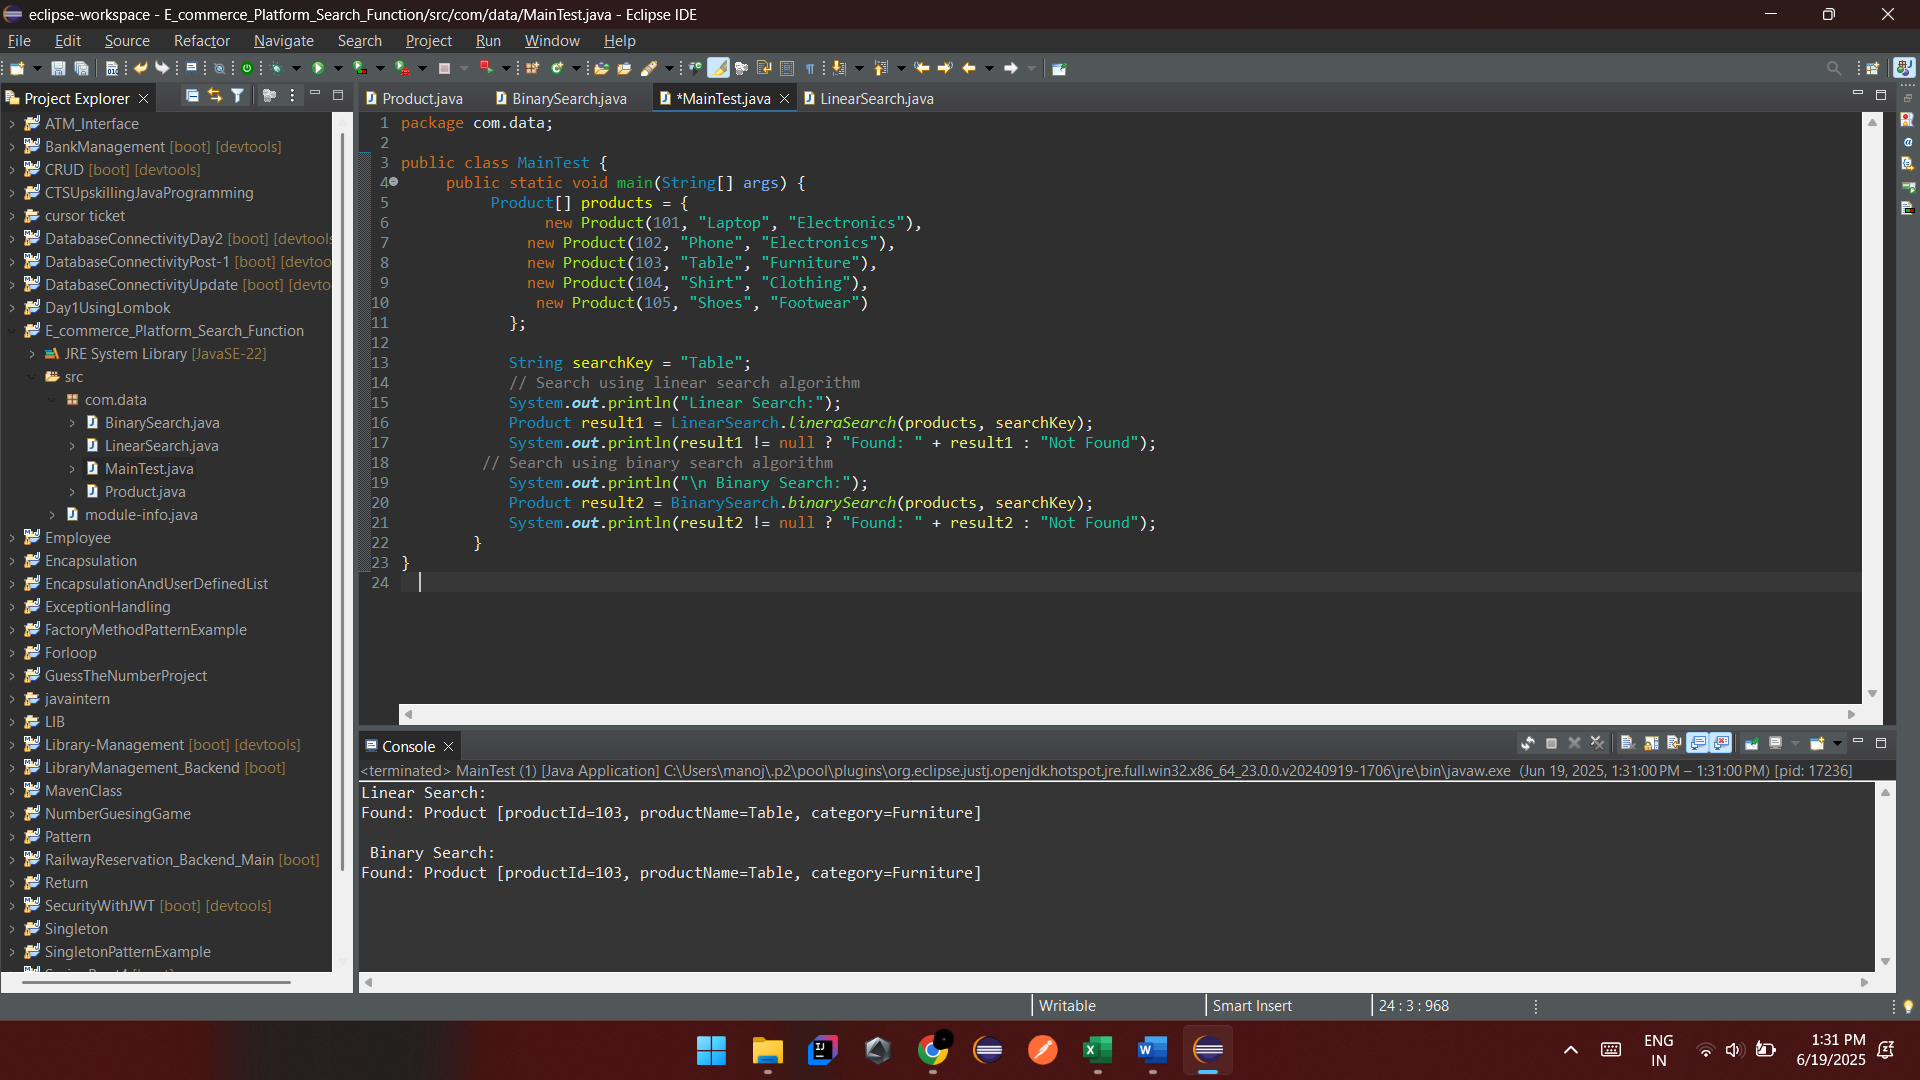 eclipse-workspace - E_commerce_Platform_Search_Function/src/com/data/MainTest.java - Eclipse IDE
File Edit Source Refactor Navigate Search Project Run Window Help
Project Explorer
ATM_Interface
BankManagement [boot] [devtools]
CRUD [boot] [devtools]
CTSUpskillingJavaProgramming
cursor ticket
DatabaseConnectivityDay2 [boot] [devtools
DatabaseConnectivityPost-1 [boot] [devtoo
DatabaseConnectivityUpdate [boot] [devto
Day1UsingLombok
E_commerce_Platform_Search_Function
JRE System Library [JavaSE-22]
src
com.data
BinarySearch.java
LinearSearch.java
MainTest.java
Product.java
module-info.java
Employee
Encapsulation
EncapsulationAndUserDefinedList
ExceptionHandling
FactoryMethodPatternExample
Forloop
GuessTheNumberProject
javaintern
LIB
Library-Management [boot] [devtools]
LibraryManagement_Backend [boot]
MavenClass
NumberGuesingGame
Pattern
RailwayReservation_Backend_Main [boot]
Return
SecurityWithJWT [boot] [devtools]
Singleton
SingletonPatternExample
Product.java BinarySearch.java *MainTest.java LinearSearch.java
1 package com.data;
2
3 public class MainTest {
4 public static void main(String[] args) {
5 Product[] products = {
6 new Product(101, "Laptop", "Electronics"),
7 new Product(102, "Phone", "Electronics"),
8 new Product(103, "Table", "Furniture"),
9 new Product(104, "Shirt", "Clothing"),
10 new Product(105, "Shoes", "Footwear")
11 };
12
13 String searchKey = "Table";
14 // Search using linear search algorithm
15 System.out.println("Linear Search:");
16 Product result1 = LinearSearch.lineraSearch(products, searchKey);
17 System.out.println(result1 != null ? "Found: " + result1 : "Not Found");
18 // Search using binary search algorithm
19 System.out.println("\n Binary Search:");
20 Product result2 = BinarySearch.binarySearch(products, searchKey);
21 System.out.println(result2 != null ? "Found: " + result2 : "Not Found");
22 }
23 }
24
Console
<terminated> MainTest (1) [Java Application] C:\Users\manoj\.p2\pool\plugins\org.eclipse.justj.openjdk.hotspot.jre.full.win32.x86_64_23.0.0.v20240919-1706\jre\bin\javaw.exe (Jun 19, 2025, 1:31:00 PM – 1:31:00 PM) [pid: 17236]
Linear Search:
Found: Product [productId=103, productName=Table, category=Furniture]
Binary Search:
Found: Product [productId=103, productName=Table, category=Furniture]
Writable Smart Insert 24 : 3 : 968
ENG
IN
1:31 PM
6/19/2025